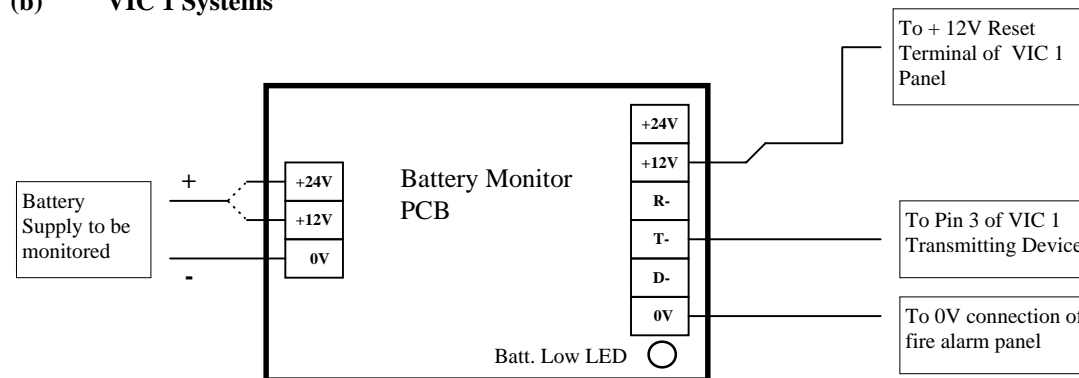 (b) VIC 1 Systems
To + 12V Reset
Terminal of VIC 1
Panel
+24V
+12V
R-
T-
D-
0V
Battery Monitor
PCB
+
+24V
+12V
0V
-
Battery
Supply to be
monitored
To Pin 3 of VIC 1
Transmitting Device
To 0V connection of
fire alarm panel
Batt. Low LED